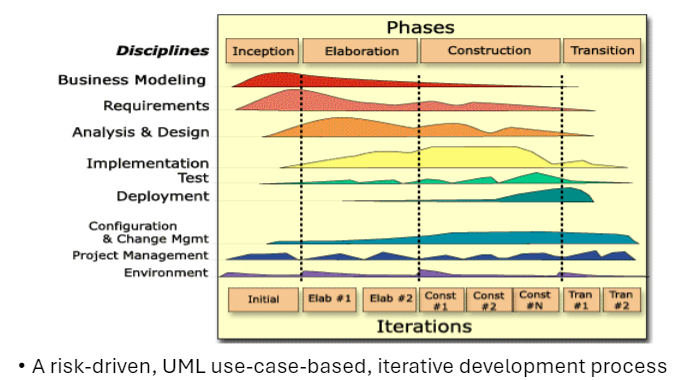 Phases
Disciplines Inception Elaboration Construction Transition
Business Modeling
Requirements
Analysis & Design
Implementation
Test
Deployment
Configuration
& Change Mgmt
Project Management
Environment
Initial Elab #1 Elab #2 Const #1 Const #2 Const #N Tran #1 Tran #2
Iterations
• A risk-driven, UML use-case-based, iterative development process